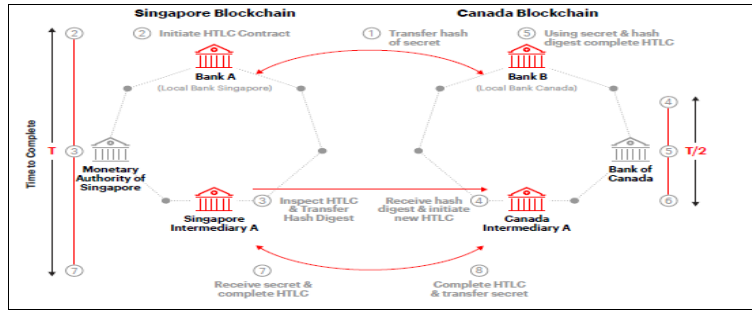 Singapore Blockchain
Canada Blockchain
2
2 Initiate HTLC Contract
1 Transfer hash
of secret
5 Using secret & hash
digest complete HTLC
Bank A
(Local Bank Singapore)
Bank B
(Local Bank Canada)
Time to Complete
T
3
Monetary
Authority of
Singapore
4
5
6
T/2
Bank of
Canada
3 Inspect HTLC
& Transfer
Hash Digest
Receive hash 4
digest & initiate
new HTLC
Singapore
Intermediary A
Canada
Intermediary A
7
7
Receive secret &
complete HTLC
8
Complete HTLC
& transfer secret